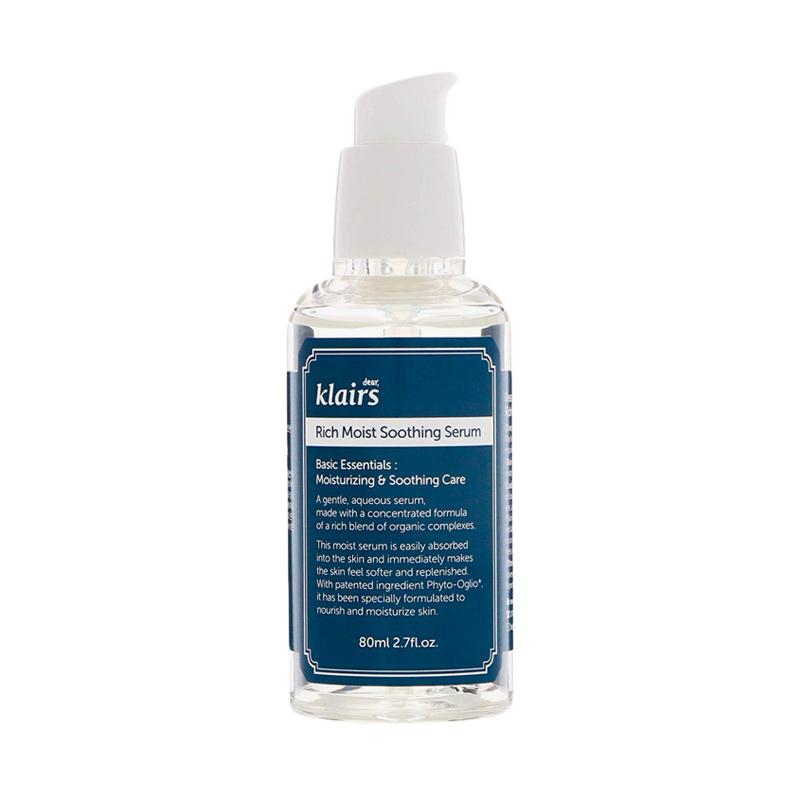 dear,
klairs
Rich Moist Soothing Serum
Basic Essentials :
Moisturizing & Soothing Care
A gentle, aqueous serum,
made with a concentrated formula
of a rich blend of organic complexes.
This moist serum is easily absorbed
into the skin and immediately makes
the skin feel softer and replenished.
With patented ingredient Phyto-Oglio*,
it has been specially formulated to
nourish and moisturize skin.
80ml 2.7fl.oz.